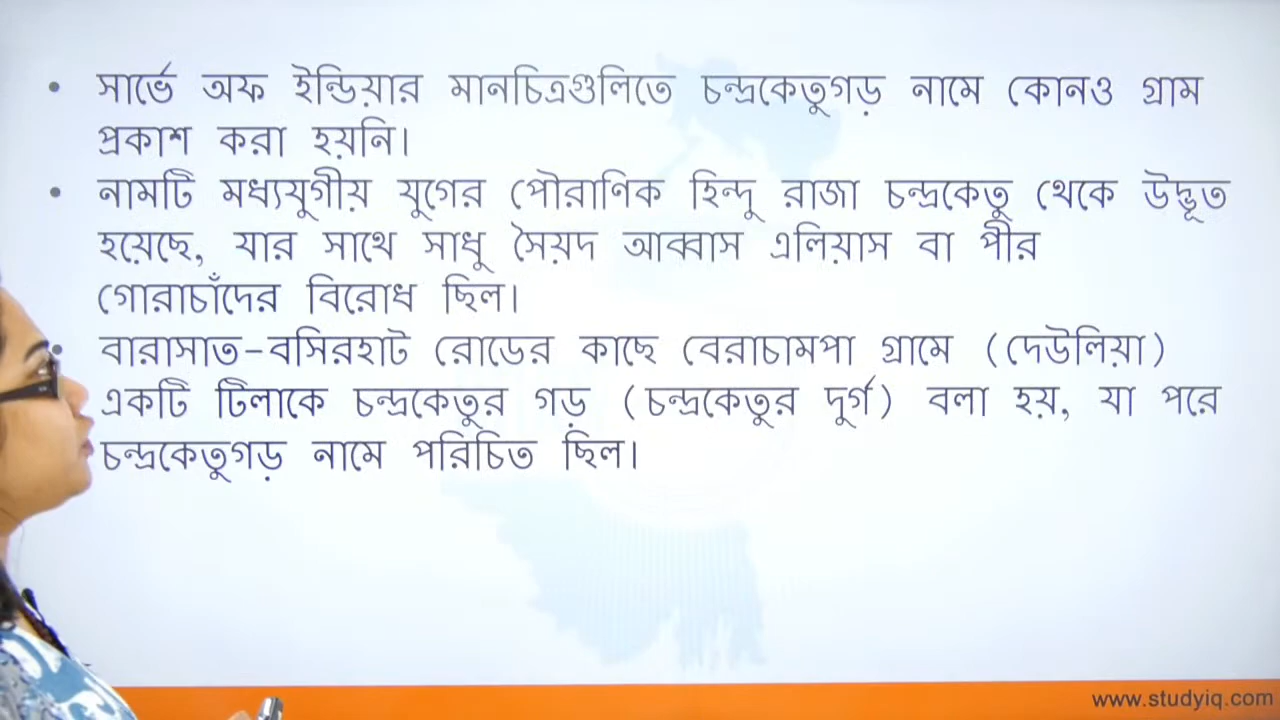 • সার্ভে অফ ইন্ডিয়ার মানচিত্রগুলিতে চন্দ্রকেতুগড় নামে কোনও গ্রাম
প্রকাশ করা হয়নি।
• নামটি মধ্যযুগীয় যুগের পৌরাণিক হিন্দু রাজা চন্দ্রকেতু থেকে উদ্ভূত
হয়েছে, যার সাথে সাধু সৈয়দ আব্বাস এলিয়াস বা পীর
গোরাচাঁদের বিরোধ ছিল।
• বারাসাত-বসিরহাট রোডের কাছে বেরাচামপা গ্রামে (দেউলিয়া)
একটি টিলাকে চন্দ্রকেতুর গড় (চন্দ্রকেতুর দুর্গ) বলা হয়, যা পরে
চন্দ্রকেতুগড় নামে পরিচিত ছিল।
www.studyiq.com